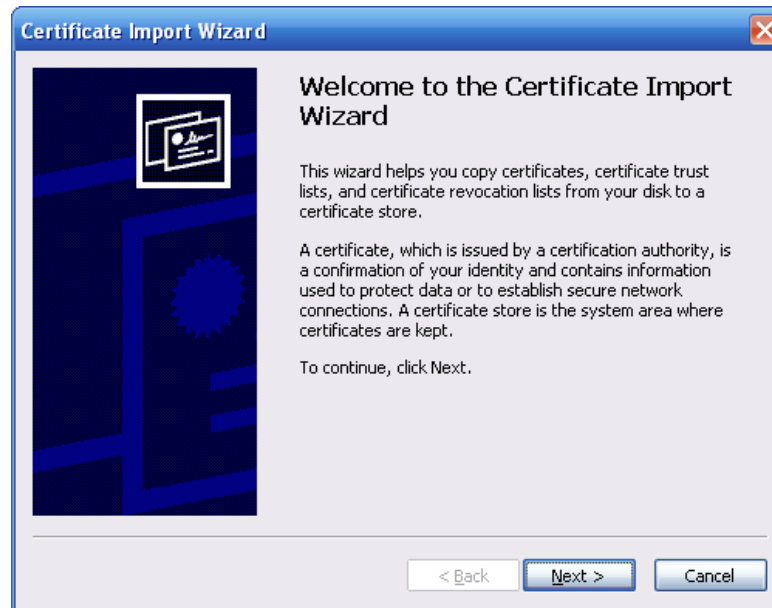 Certificate Import Wizard
Welcome to the Certificate Import
Wizard
This wizard helps you copy certificates, certificate trust
lists, and certificate revocation lists from your disk to a
certificate store.
A certificate, which is issued by a certification authority, is
a confirmation of your identity and contains information
used to protect data or to establish secure network
connections. A certificate store is the system area where
certificates are kept.
To continue, click Next.
< Back
Next >
Cancel